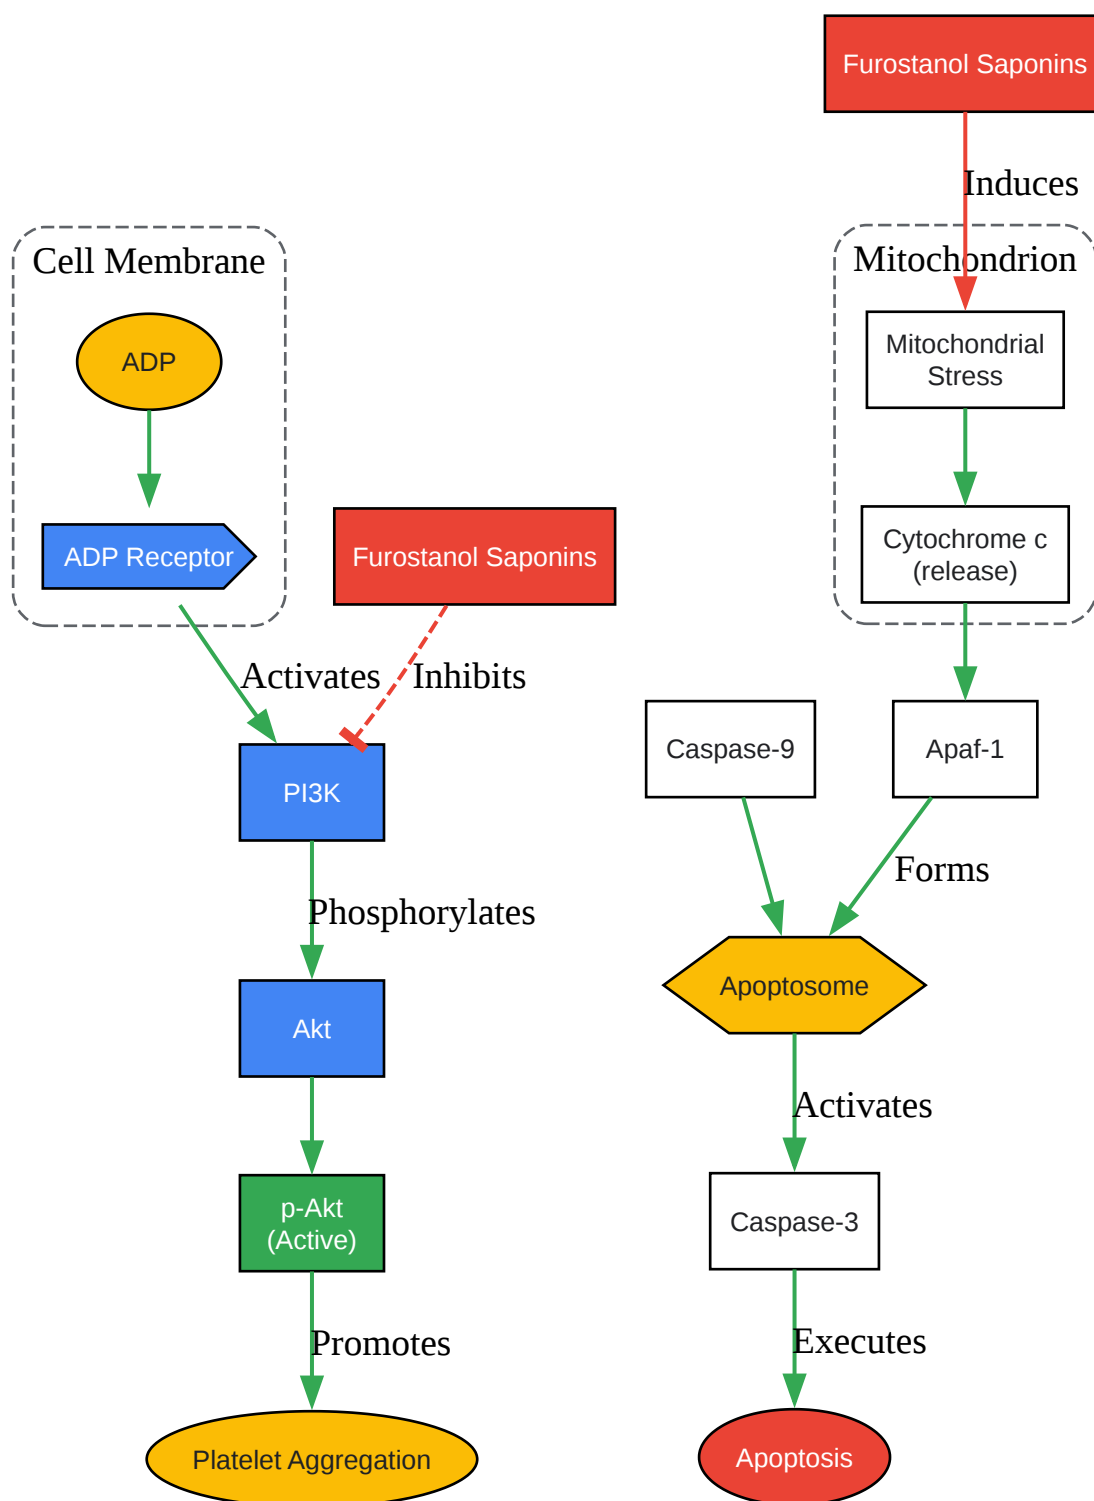 Cell Membrane
ADP
ADP Receptor
Furostanol Saponins
Activates
Inhibits
PI3K
Phosphorylates
Akt
p-Akt
(Active)
Promotes
Platelet Aggregation
Furostanol Saponins
Induces
Mitochondrion
Mitochondrial
Stress
Cytochrome c
(release)
Caspase-9
Apaf-1
Forms
Apoptosome
Activates
Caspase-3
Executes
Apoptosis